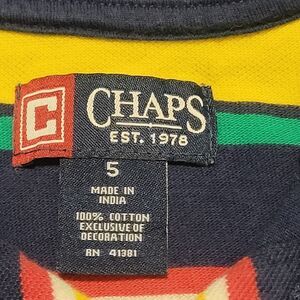 C CHAPS
EST. 1978
5
MADE IN
INDIA
100% COTTON
EXCLUSIVE OF
DECORATION
RN 41381